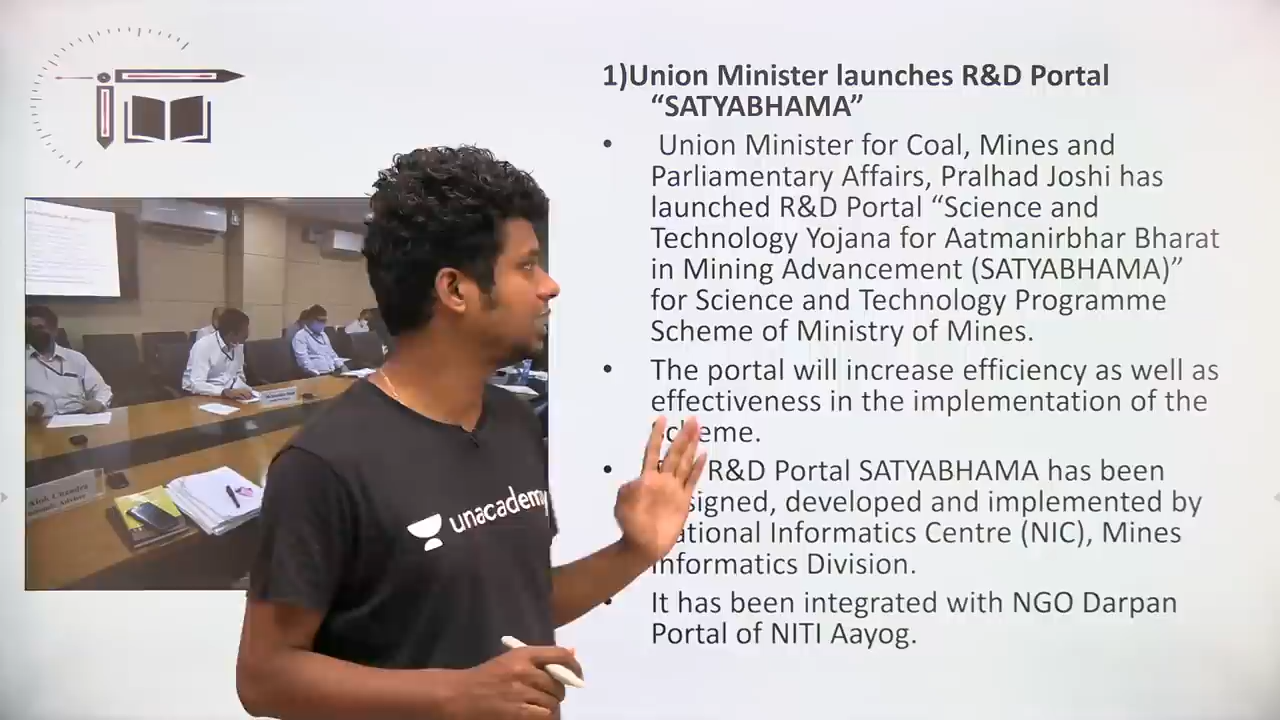 1)Union Minister launches R&D Portal
“SATYABHAMA”
• Union Minister for Coal, Mines and
Parliamentary Affairs, Pralhad Joshi has
launched R&D Portal “Science and
Technology Yojana for Aatmanirbhar Bharat
in Mining Advancement (SATYABHAMA)”
for Science and Technology Programme
Scheme of Ministry of Mines.
• The portal will increase efficiency as well as
effectiveness in the implementation of the
scheme.
• R&D Portal SATYABHAMA has been
signed, developed and implemented by
ational Informatics Centre (NIC), Mines
Informatics Division.
• It has been integrated with NGO Darpan
Portal of NITI Aayog.
unacademy
Alok Chandra